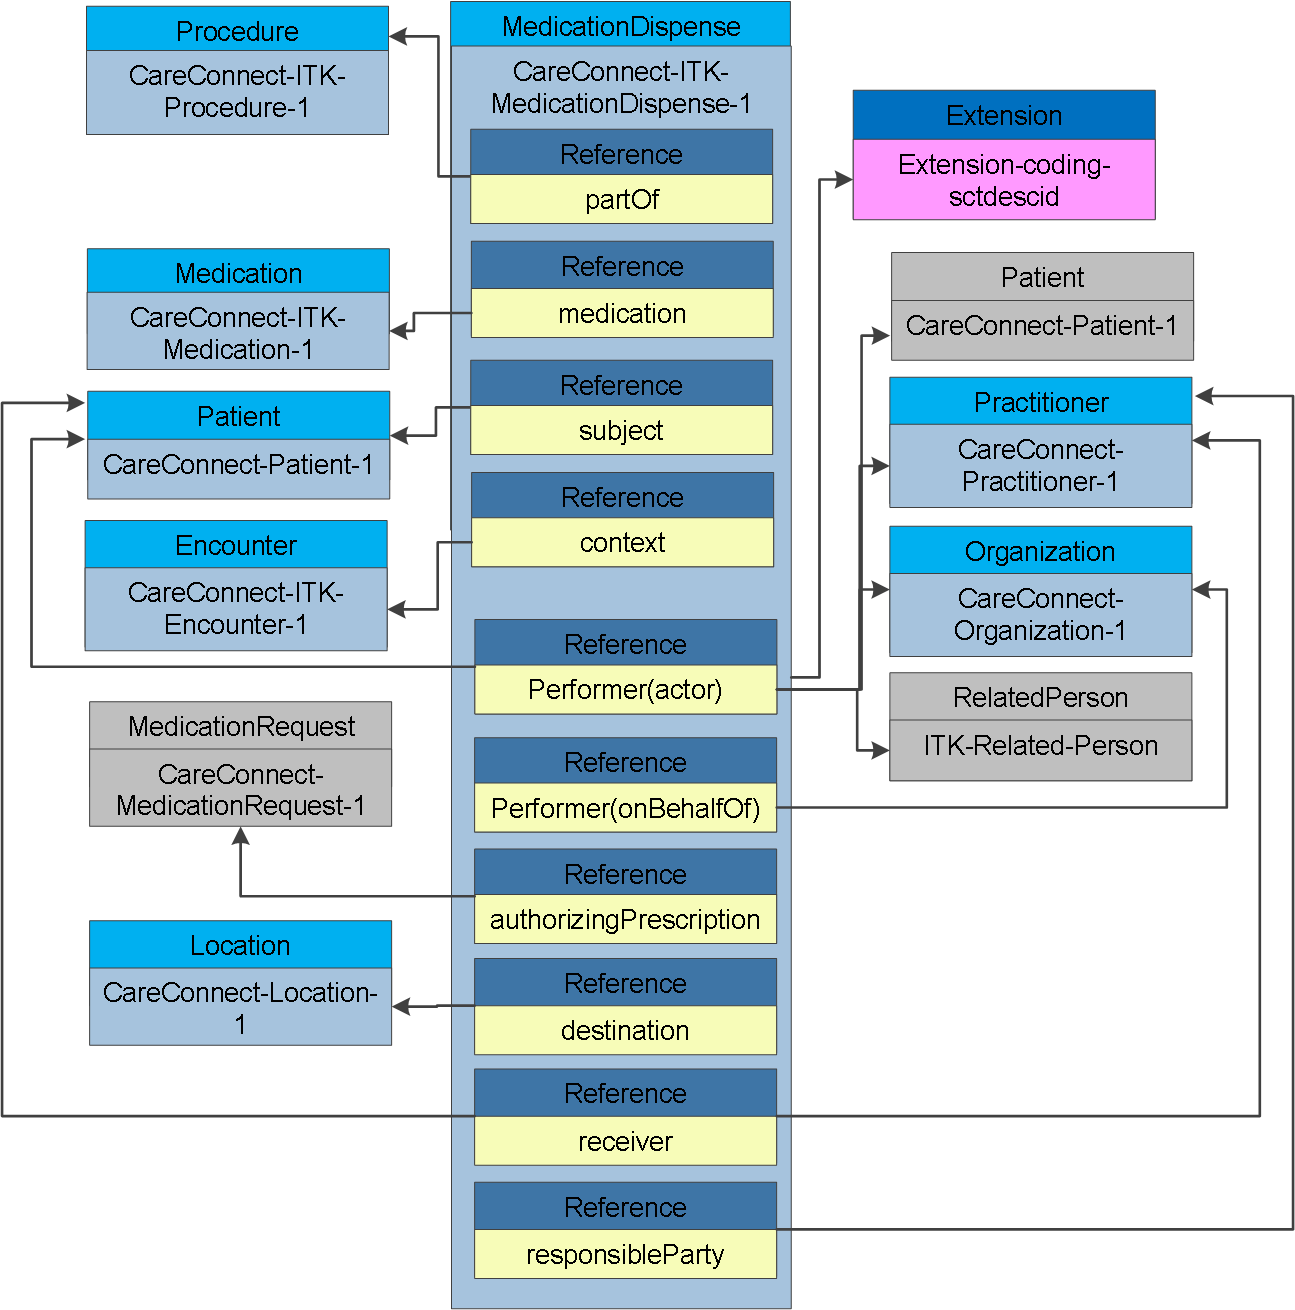 Procedure
CareConnect-ITK-
Procedure-1
Medication
CareConnect-ITK-
Medication-1
Patient
CareConnect-Patient-1
Encounter
CareConnect-ITK-
Encounter-1
MedicationRequest
CareConnect-
MedicationRequest-1
Location
CareConnect-Location-
1
MedicationDispense
CareConnect-ITK-
MedicationDispense-1
Reference
partOf
Reference
medication
Reference
subject
Reference
context
Reference
Performer(actor)
Reference
Performer(onBehalfOf)
Reference
authorizingPrescription
Reference
destination
Reference
receiver
Reference
responsibleParty
Extension
Extension-coding-
sctdescid
Patient
CareConnect-Patient-1
Practitioner
CareConnect-
Practitioner-1
Organization
CareConnect-
Organization-1
RelatedPerson
ITK-Related-Person